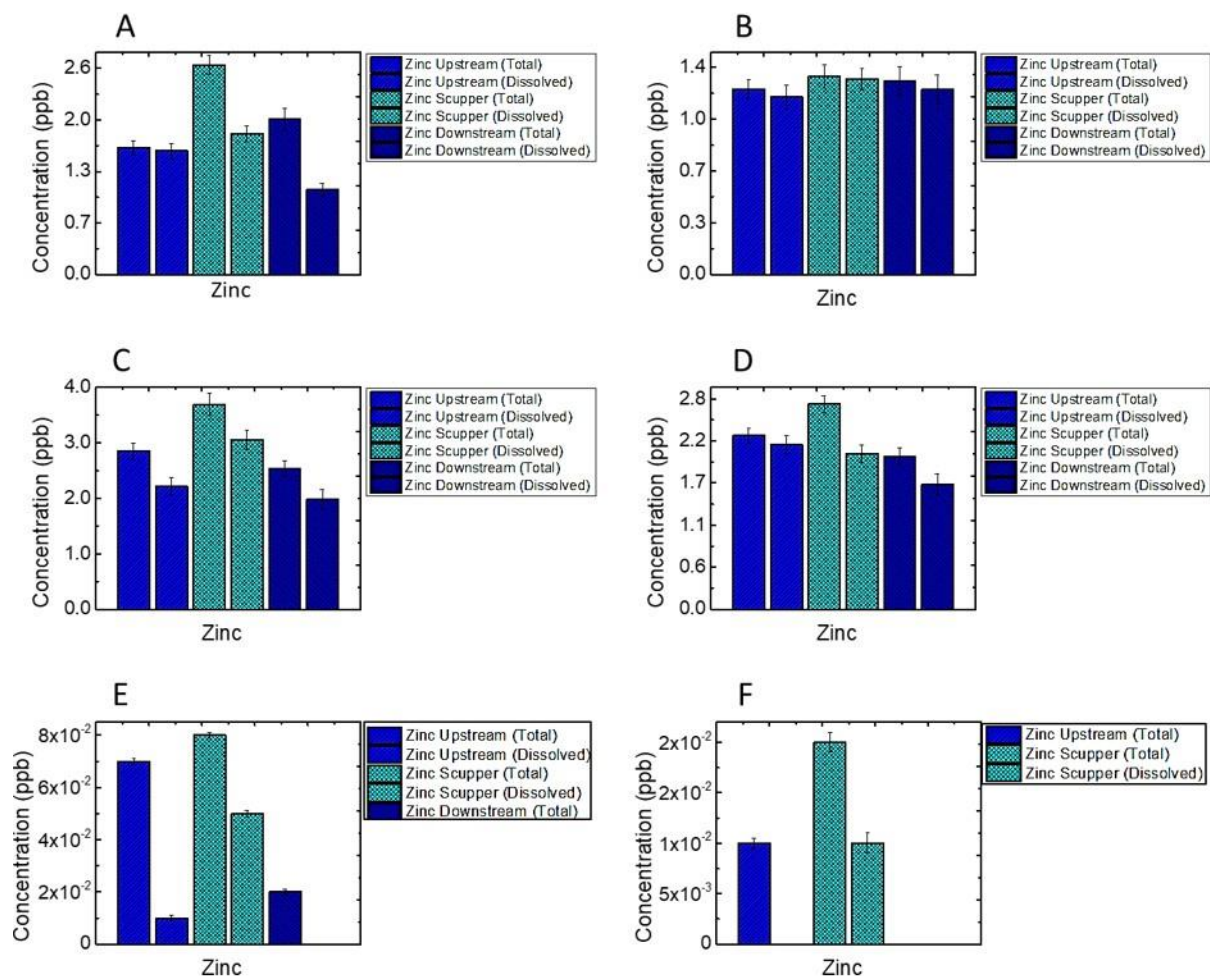 A
Concentration (ppb)
2.6
2.0
1.3
0.7
0.0
Zinc
Zinc Upstream (Total)
Zinc Upstream (Dissolved)
Zinc Scupper (Total)
Zinc Scupper (Dissolved)
Zinc Downstream (Total)
Zinc Downstream (Dissolved)
B
Concentration (ppb)
1.4
1.0
0.7
0.3
0.0
Zinc
Zinc Upstream (Total)
Zinc Upstream (Dissolved)
Zinc Scupper (Total)
Zinc Scupper (Dissolved)
Zinc Downstream (Total)
Zinc Downstream (Dissolved)
C
Concentration (ppb)
4.0
3.0
2.0
1.0
0.0
Zinc
Zinc Upstream (Total)
Zinc Upstream (Dissolved)
Zinc Scupper (Total)
Zinc Scupper (Dissolved)
Zinc Downstream (Total)
Zinc Downstream (Dissolved)
D
Concentration (ppb)
2.8
2.2
1.7
1.1
0.6
0.0
Zinc
Zinc Upstream (Total)
Zinc Upstream (Dissolved)
Zinc Scupper (Total)
Zinc Scupper (Dissolved)
Zinc Downstream (Total)
Zinc Downstream (Dissolved)
E
Concentration (ppb)
8x10⁻²
6x10⁻²
4x10⁻²
2x10⁻²
0
Zinc
Zinc Upstream (Total)
Zinc Upstream (Dissolved)
Zinc Scupper (Total)
Zinc Scupper (Dissolved)
Zinc Downstream (Total)
F
Concentration (ppb)
2x10⁻²
2x10⁻²
1x10⁻²
5x10⁻³
0
Zinc
Zinc Upstream (Total)
Zinc Scupper (Total)
Zinc Scupper (Dissolved)